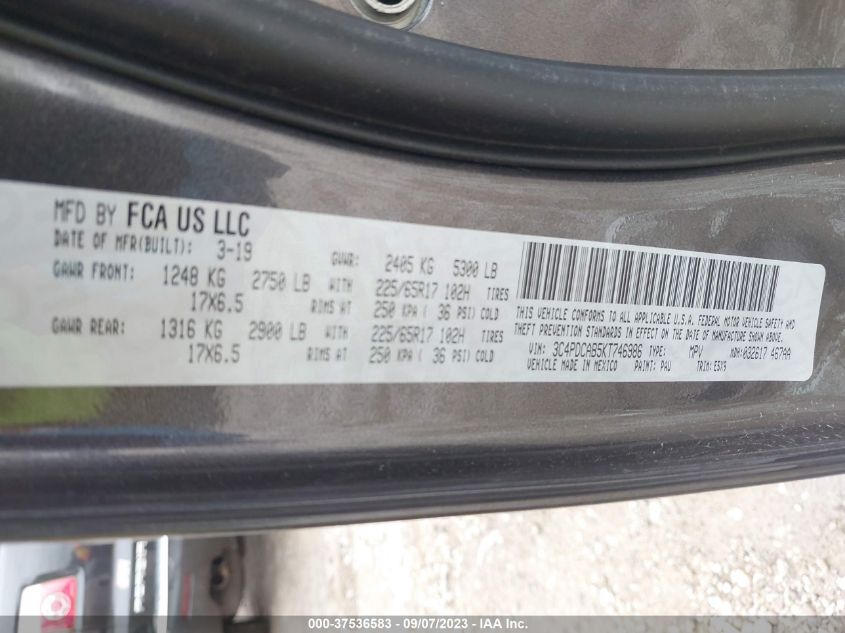 MFD BY FCA US LLC
DATE OF MFR(BUILT): 3-19 GVWR: 2405 KG 5300 LB
GAWR FRONT: 1248 KG 2750 LB WITH 225/65R17 102H TIRES
17X6.5 RIMS AT 250 KPA ( 36 PSI) COLD
GAWR REAR: 1316 KG 2900 LB WITH 225/65R17 102H TIRES
17X6.5 RIMS AT 250 KPA ( 36 PSI) COLD
THIS VEHICLE CONFORMS TO ALL APPLICABLE U.S.A. FEDERAL MOTOR VEHICLE SAFETY AND
THEFT PREVENTION STANDARDS IN EFFECT ON THE DATE OF MANUFACTURE SHOWN ABOVE.
VIN: 3C4PDCAB5KT746986 TYPE: MPV MDH:032617 467AA
VEHICLE MADE IN MEXICO PAINT: PAU TRIM: E5X9
000-37536583 - 09/07/2023 - IAA Inc.